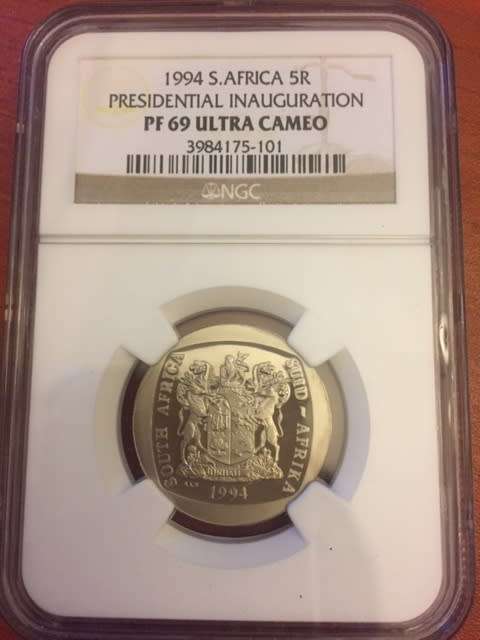 1994 S.AFRICA 5R
PRESIDENTIAL INAUGURATION
PF 69 ULTRA CAMEO
3984175-101
NGC
SOUTH AFRICA
SUID~AFRIKA
1994